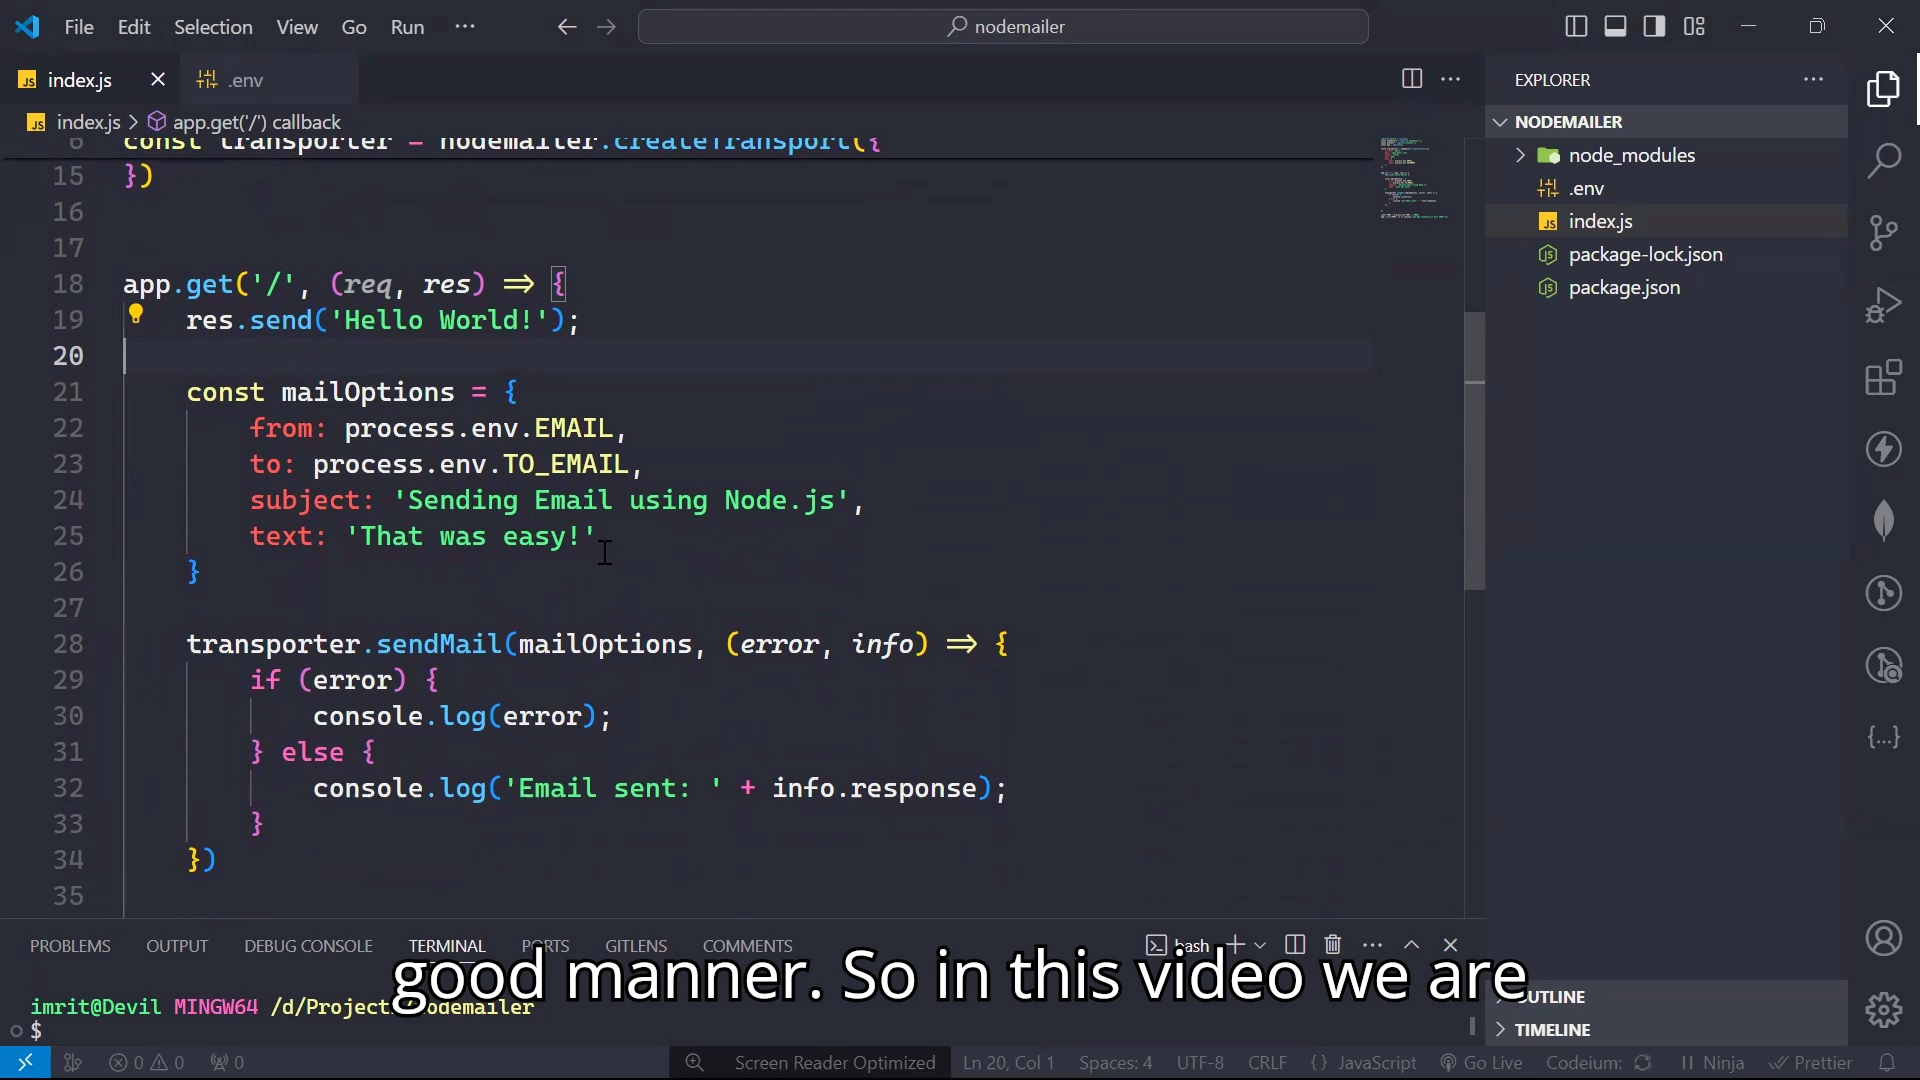 File Edit Selection View Go Run ··· ← → nodemailer
index.js .env
index.js > app.get('/') callback
6 const transporter = nodemailer.createTransport({
15 })
16
17
18 app.get('/', (req, res) => {
19 res.send('Hello World!');
20
21 const mailOptions = {
22 from: process.env.EMAIL,
23 to: process.env.TO_EMAIL,
24 subject: 'Sending Email using Node.js',
25 text: 'That was easy!'
26 }
27
28 transporter.sendMail(mailOptions, (error, info) => {
29 if (error) {
30 console.log(error);
31 } else {
32 console.log('Email sent: ' + info.response);
33 }
34 })
35
EXPLORER ···
NODEMAILER
node_modules
.env
index.js
package-lock.json
package.json
OUTLINE
TIMELINE
PROBLEMS OUTPUT DEBUG CONSOLE TERMINAL PORTS GITLENS COMMENTS bash
good manner. So in this video we are
imrit@Devil MINGW64 /d/Projects/nodemailer
$
0 0 0 Screen Reader Optimized Ln 20, Col 1 Spaces: 4 UTF-8 CRLF {} JavaScript Go Live Codeium: Ninja Prettier